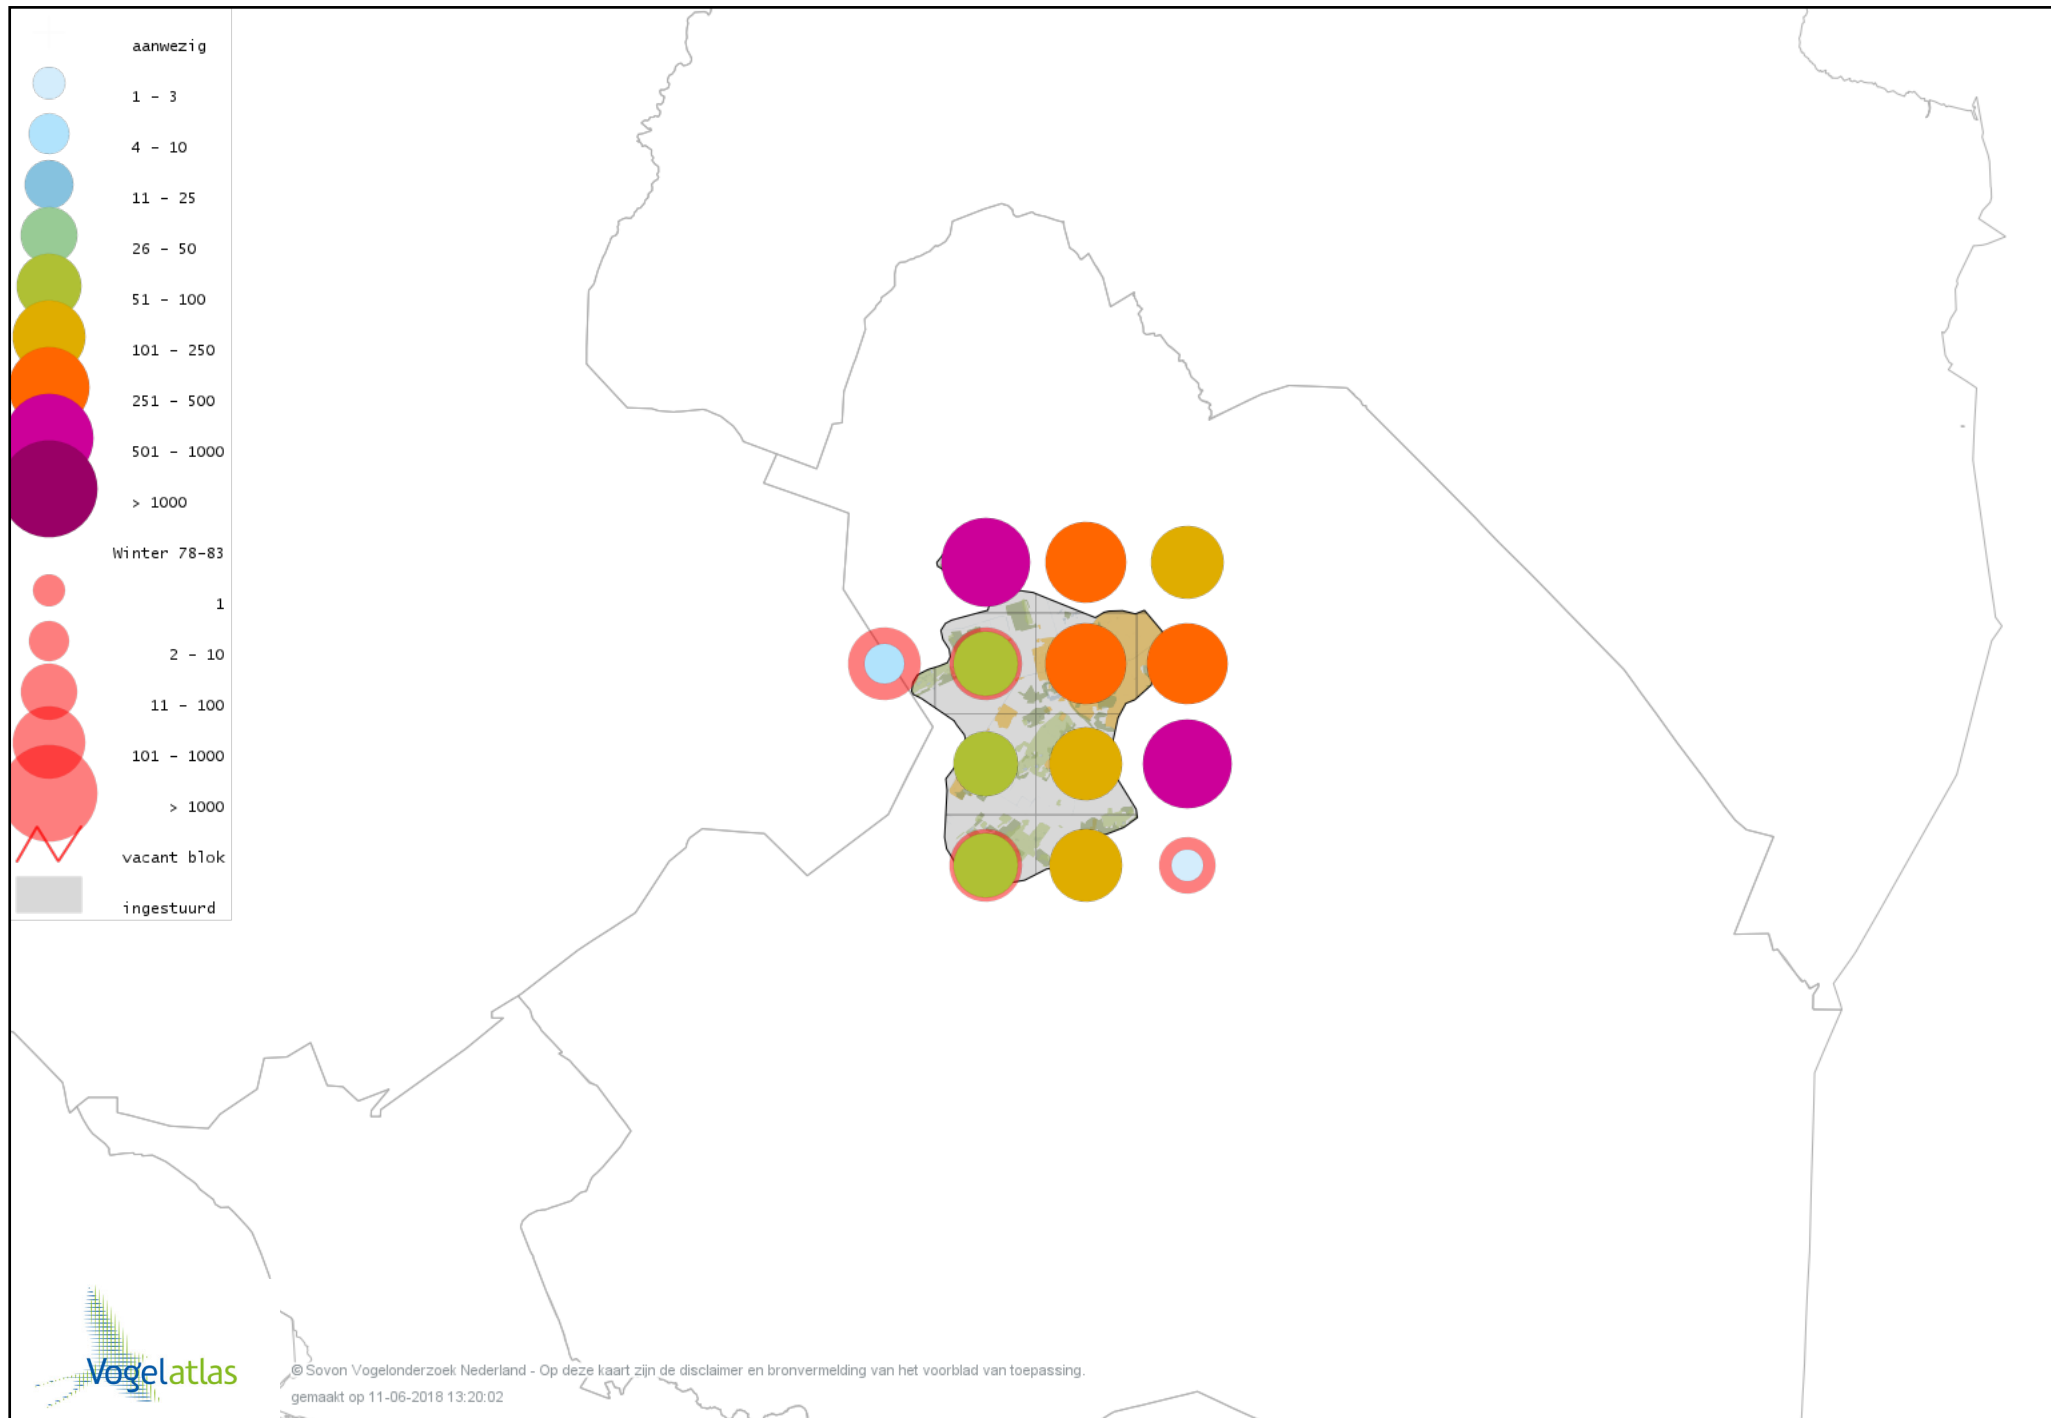 aanwezig
1 - 3
4 - 10
11 - 25
26 - 50
51 - 100
101 - 250
251 - 500
501 - 1000
> 1000
Winter 78-83
1
2 - 10
11 - 100
101 - 1000
> 1000
vacant blok
ingestuurd
Vogelatlas
© Sovon Vogelonderzoek Nederland - Op deze kaart zijn de disclaimer en bronvermelding van het voorblad van toepassing.
gemaakt op 11-06-2018 13:20:02